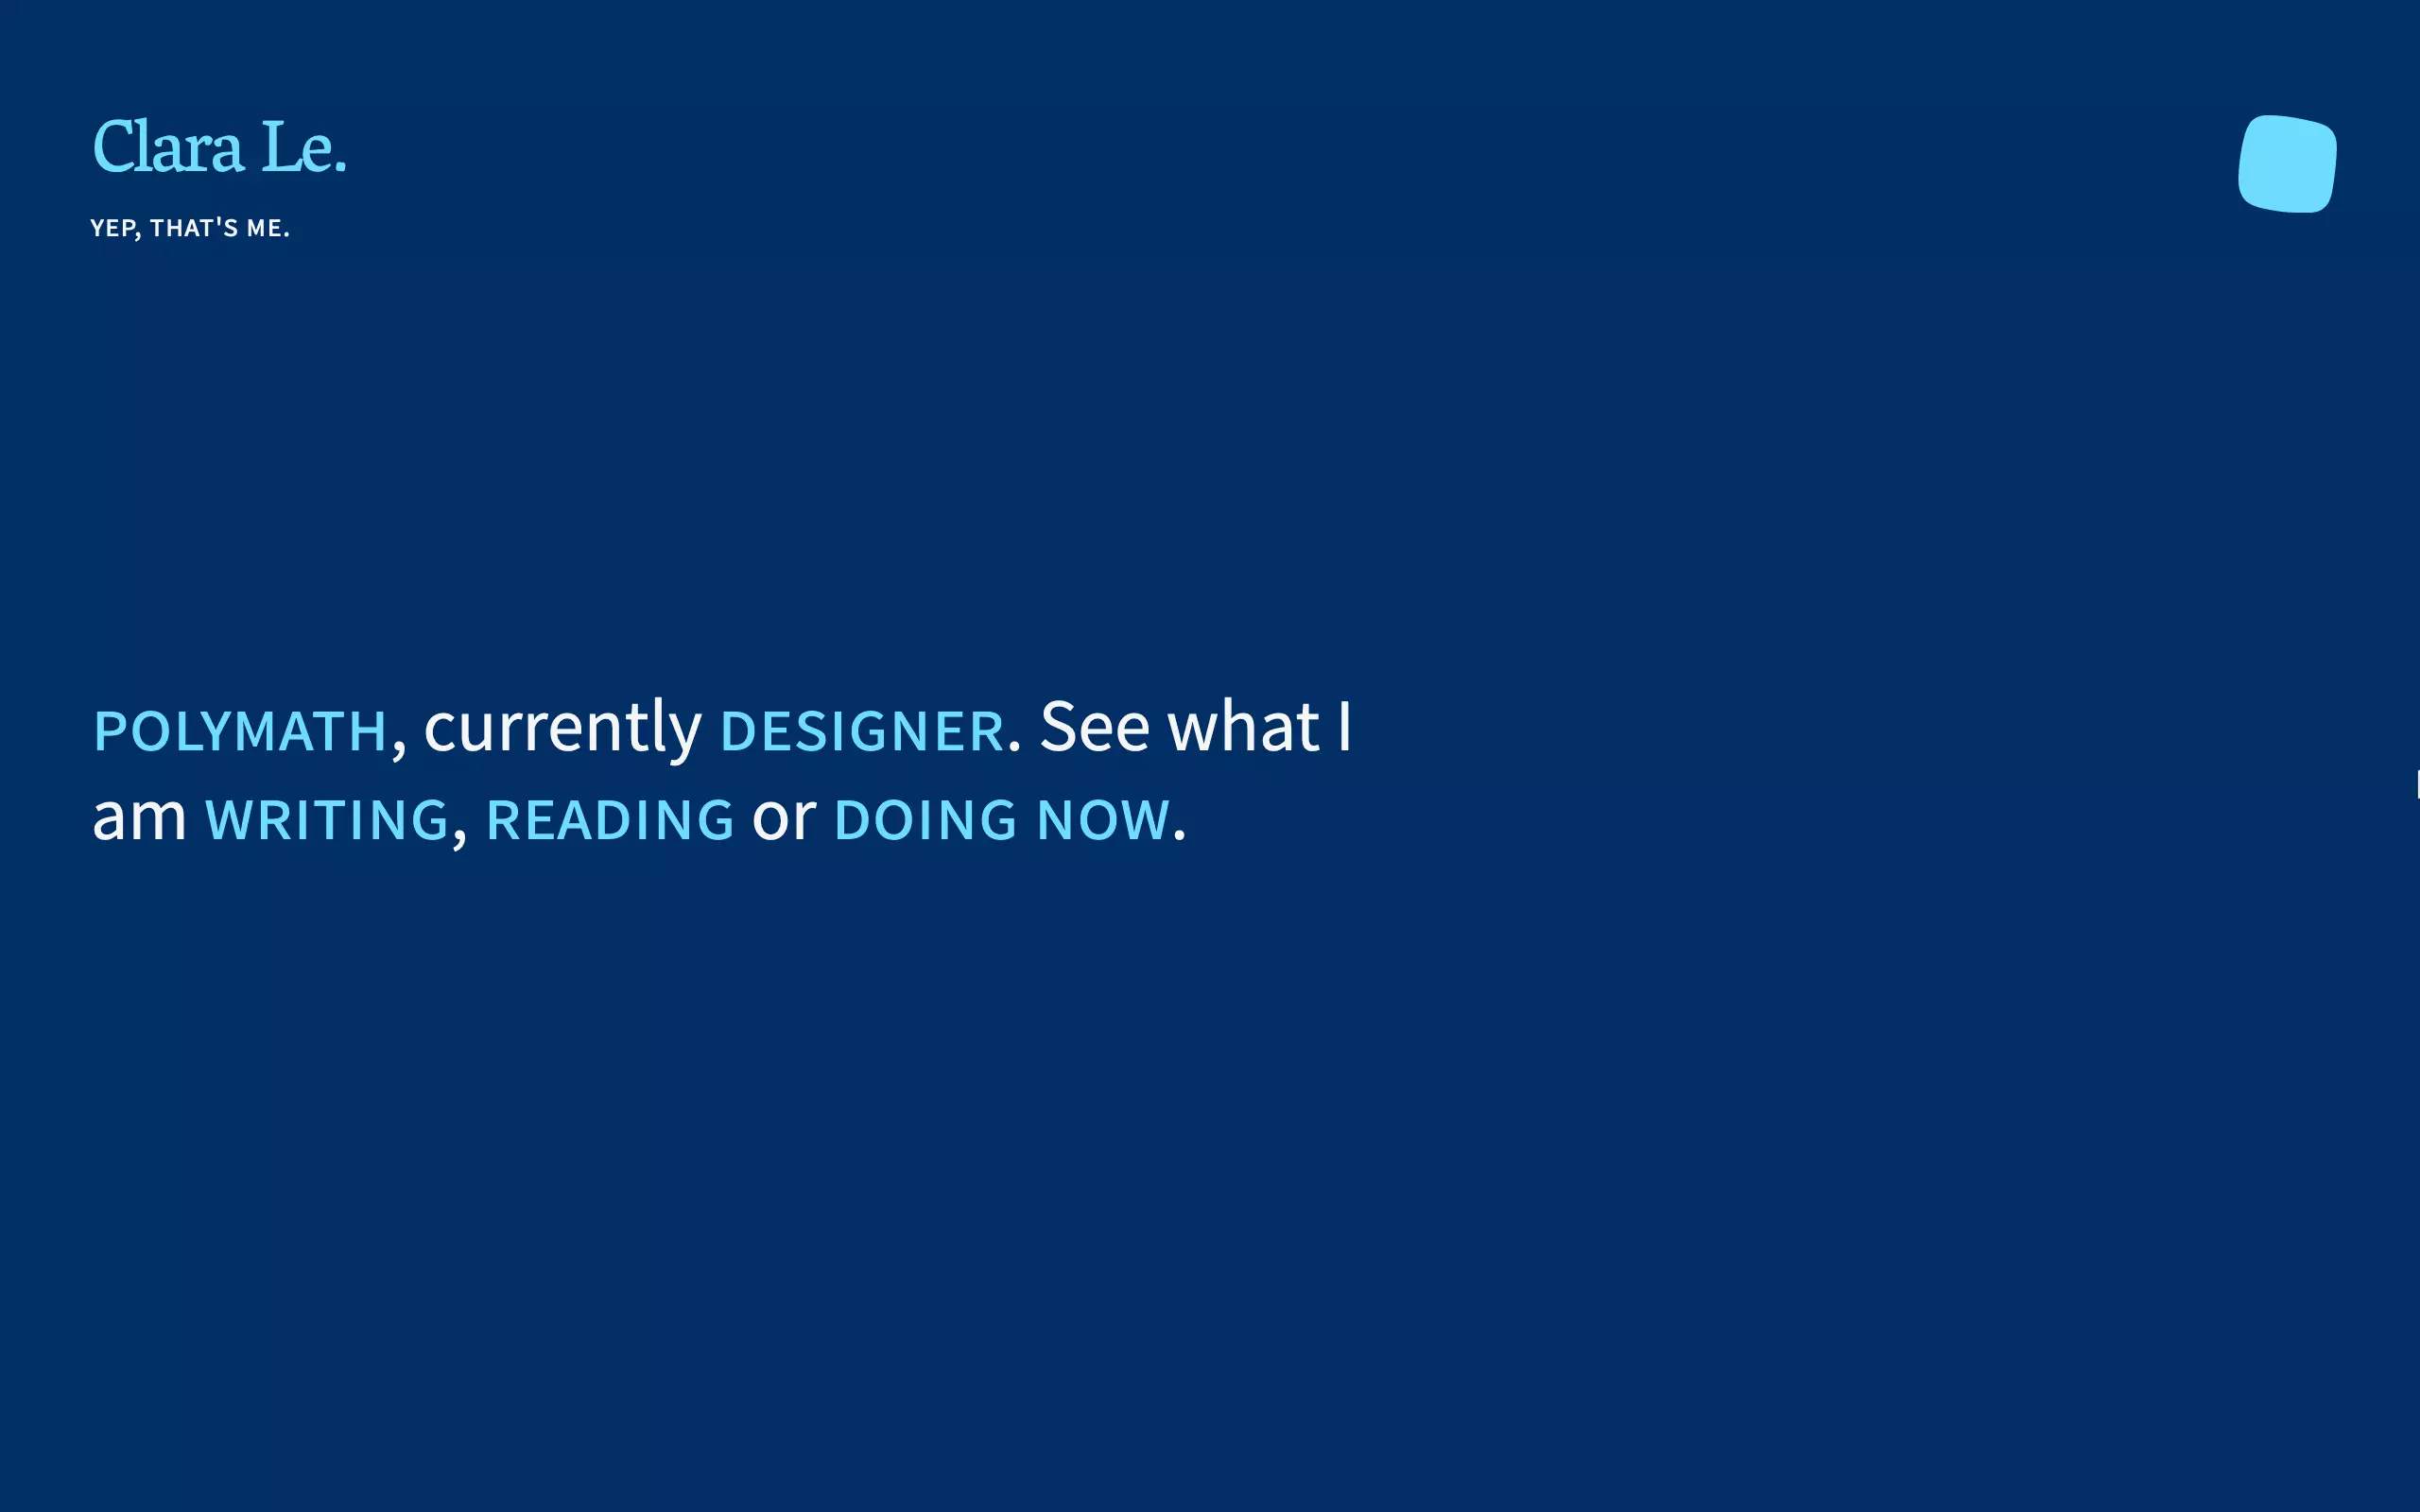 Clara Le.
YEP, THAT'S ME.
POLYMATH, currently DESIGNER. See what I
am WRITING, READING or DOING NOW.